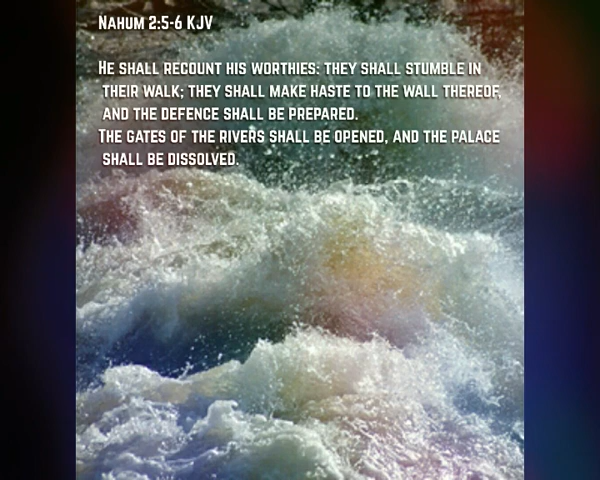 Nahum 2:5-6 KJV
He shall recount his worthies: they shall stumble in
their walk; they shall make haste to the wall thereof,
and the defence shall be prepared.
The gates of the rivers shall be opened, and the palace
shall be dissolved.